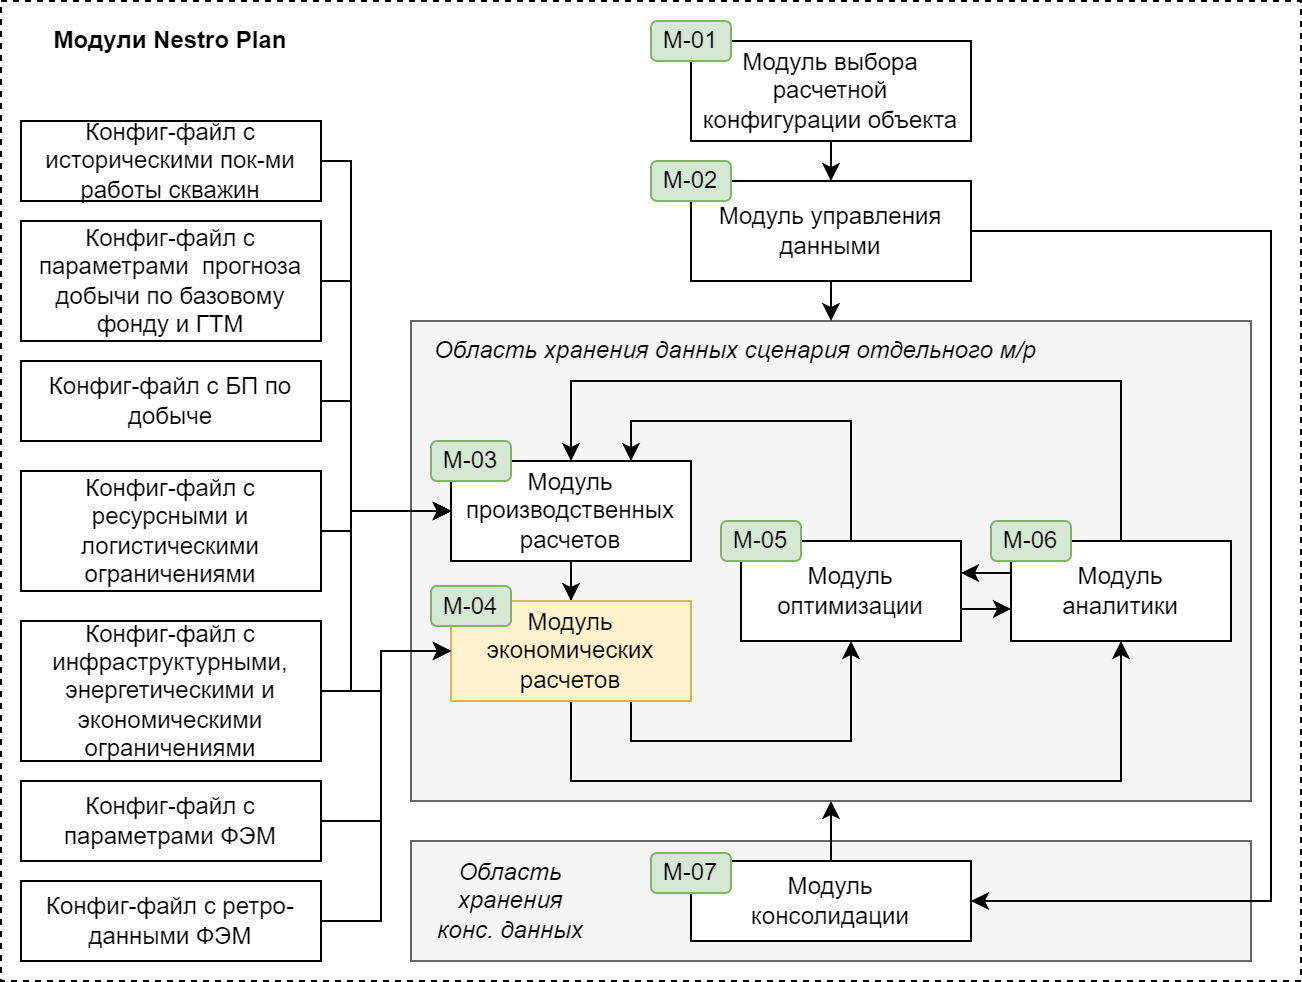 Модули Nestro Plan
M-01
Модуль выбора
расчетной
конфигурации объекта
M-02
Модуль управления
данными
Конфиг-файл с
историческими пок-ми
работы скважин
Конфиг-файл с
параметрами прогноза
добычи по базовому
фонду и ГТМ
Конфиг-файл с БП по
добыче
Конфиг-файл с
ресурсными и
логистическими
ограничениями
Конфиг-файл с
инфраструктурными,
энергетическими и
экономическими
ограничениями
Конфиг-файл с
параметрами ФЭМ
Конфиг-файл с ретро-
данными ФЭМ
Область хранения данных сценария отдельного м/р
M-03
Модуль
производственных
расчетов
M-04
Модуль
экономических
расчетов
M-05
Модуль
оптимизации
M-06
Модуль
аналитики
Область
хранения
конс. данных
M-07
Модуль
консолидации